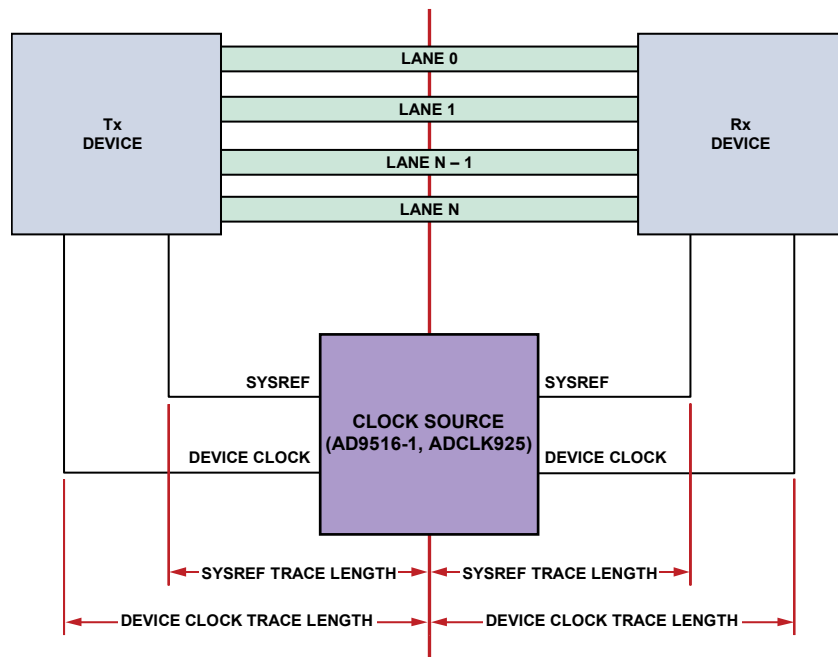 LANE 0
LANE 1
LANE N – 1
LANE N
Tx
DEVICE
Rx
DEVICE
SYSREF
SYSREF
CLOCK SOURCE
(AD9516-1, ADCLK925)
DEVICE CLOCK
DEVICE CLOCK
SYSREF TRACE LENGTH
SYSREF TRACE LENGTH
DEVICE CLOCK TRACE LENGTH
DEVICE CLOCK TRACE LENGTH